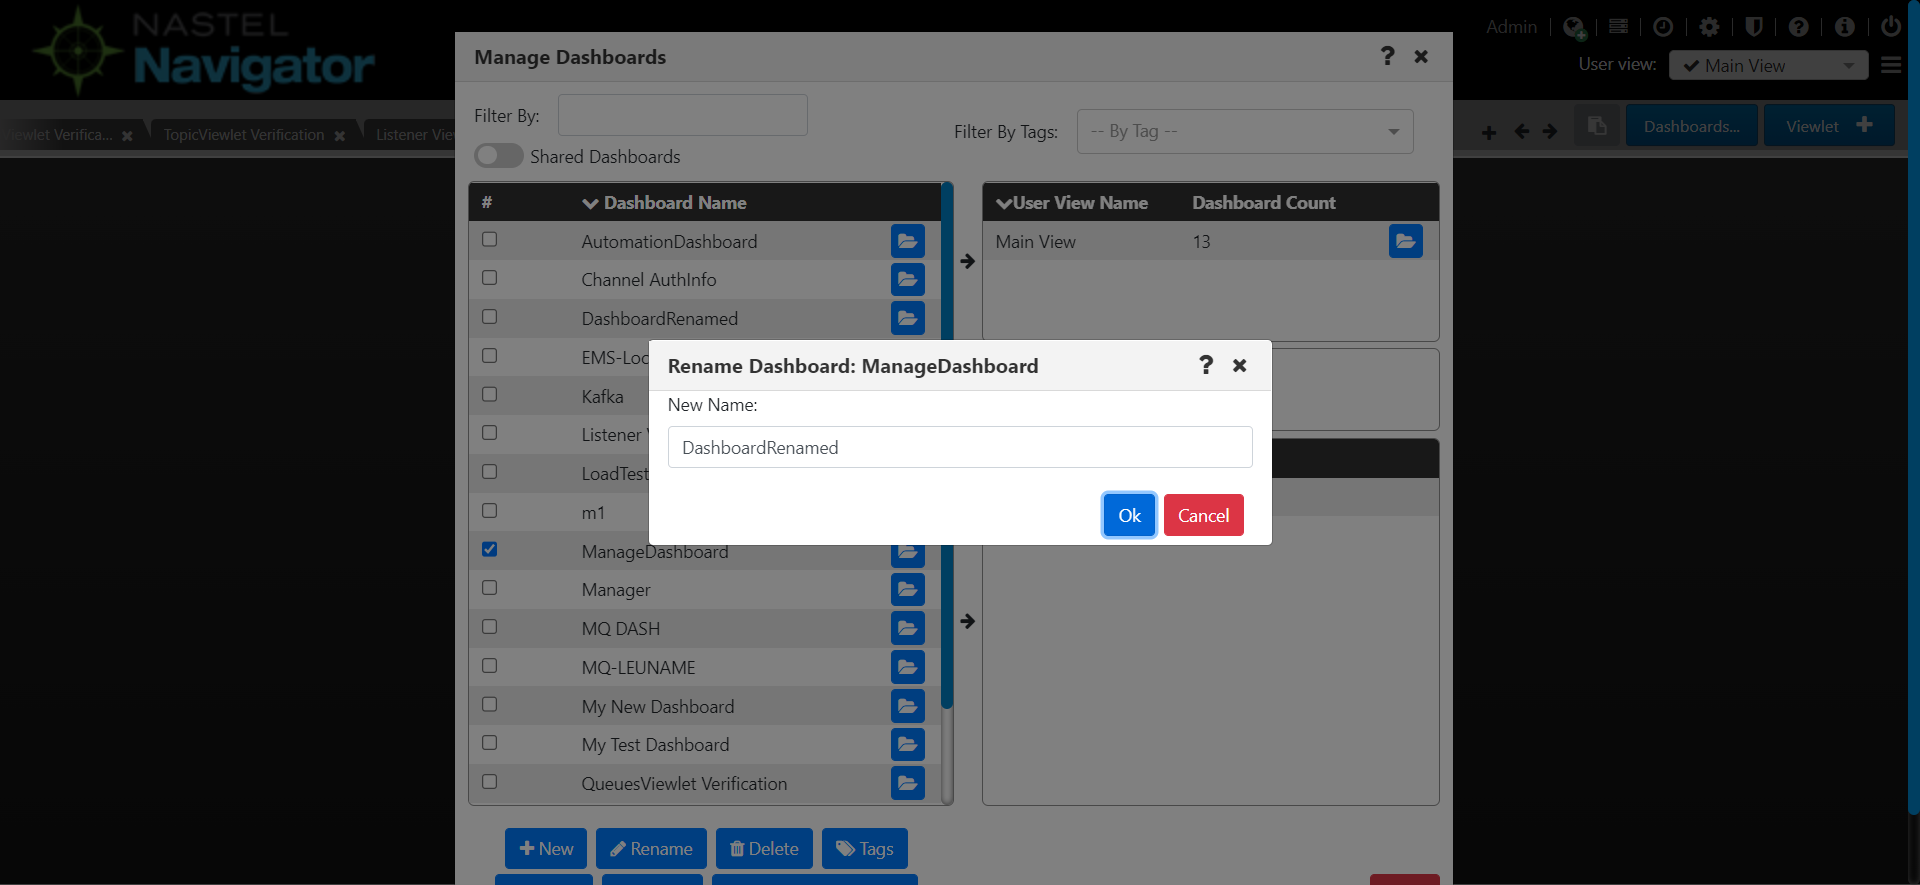 NASTEL
Navigator
Admin
User view:
Main View
Manage Dashboards
iewlet Verifica...
TopicViewlet Verification
Listener View
Dashboards...
Viewlet
Filter By:
Shared Dashboards
Filter By Tags:
-- By Tag --
#
Dashboard Name
AutomationDashboard
Channel AuthInfo
DashboardRenamed
EMS-Loc
Kafka
Listener
LoadTest
m1
ManageDashboard
Manager
MQ DASH
MQ-LEUNAME
My New Dashboard
My Test Dashboard
QueuesViewlet Verification
User View Name
Dashboard Count
Main View
13
Rename Dashboard: ManageDashboard
New Name:
DashboardRenamed
Ok
Cancel
New
Rename
Delete
Tags